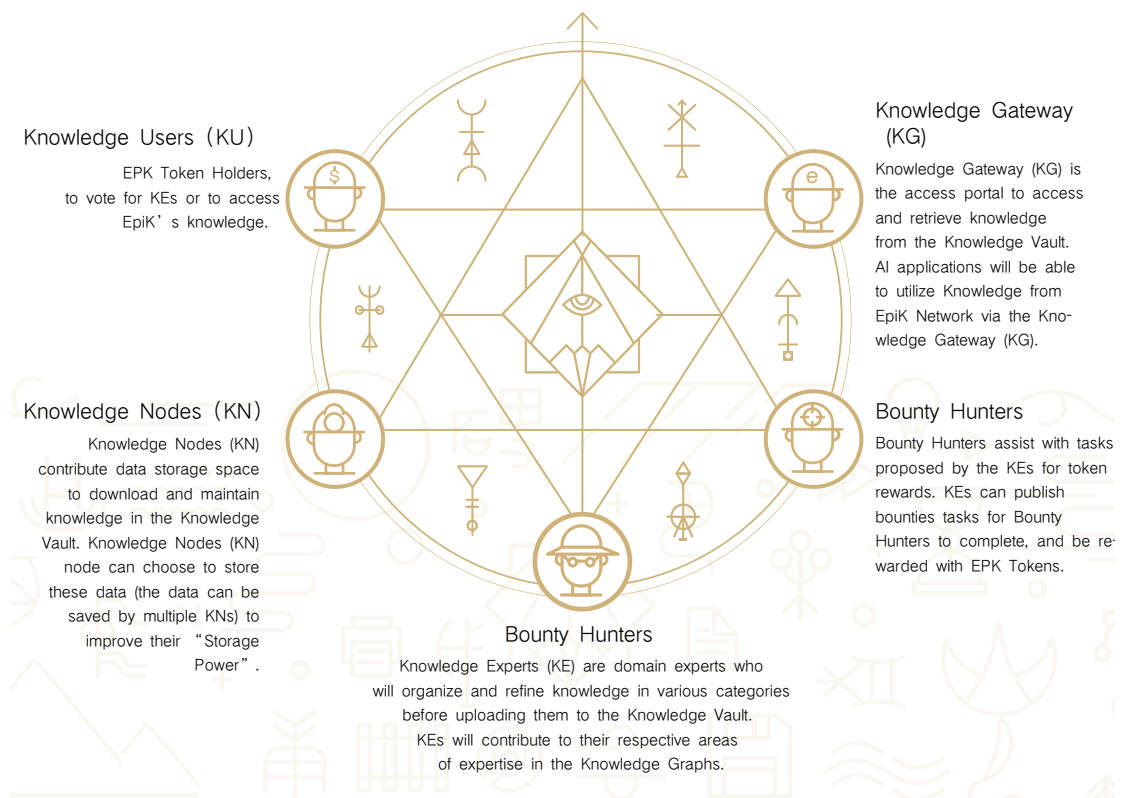 Knowledge Users (KU)
EPK Token Holders,
to vote for KEs or to access
EpiK’s knowledge.
$
e
Knowledge Gateway
(KG)
Knowledge Gateway (KG) is
the access portal to access
and retrieve knowledge
from the Knowledge Vault.
AI applications will be able
to utilize Knowledge from
EpiK Network via the Kno-
wledge Gateway (KG).
Knowledge Nodes (KN)
Knowledge Nodes (KN)
contribute data storage space
to download and maintain
knowledge in the Knowledge
Vault. Knowledge Nodes (KN)
node can choose to store
these data (the data can be
saved by multiple KNs) to
improve their “Storage
Power”.
Bounty Hunters
Bounty Hunters assist with tasks
proposed by the KEs for token
rewards. KEs can publish
bounties tasks for Bounty
Hunters to complete, and be re-
warded with EPK Tokens.
Bounty Hunters
Knowledge Experts (KE) are domain experts who
will organize and refine knowledge in various categories
before uploading them to the Knowledge Vault.
KEs will contribute to their respective areas
of expertise in the Knowledge Graphs.